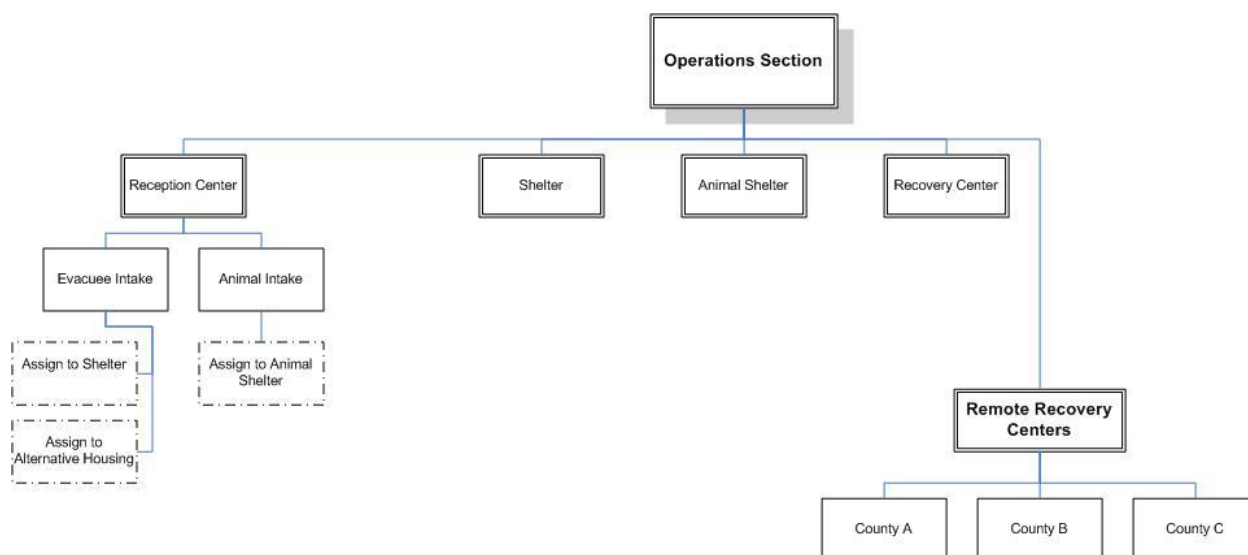 Operations Section
Reception Center
Shelter
Animal Shelter
Recovery Center
Evacuee Intake
Animal Intake
Assign to Shelter
Assign to Animal
Shelter
Assign to
Alternative Housing
Remote Recovery
Centers
County A
County B
County C